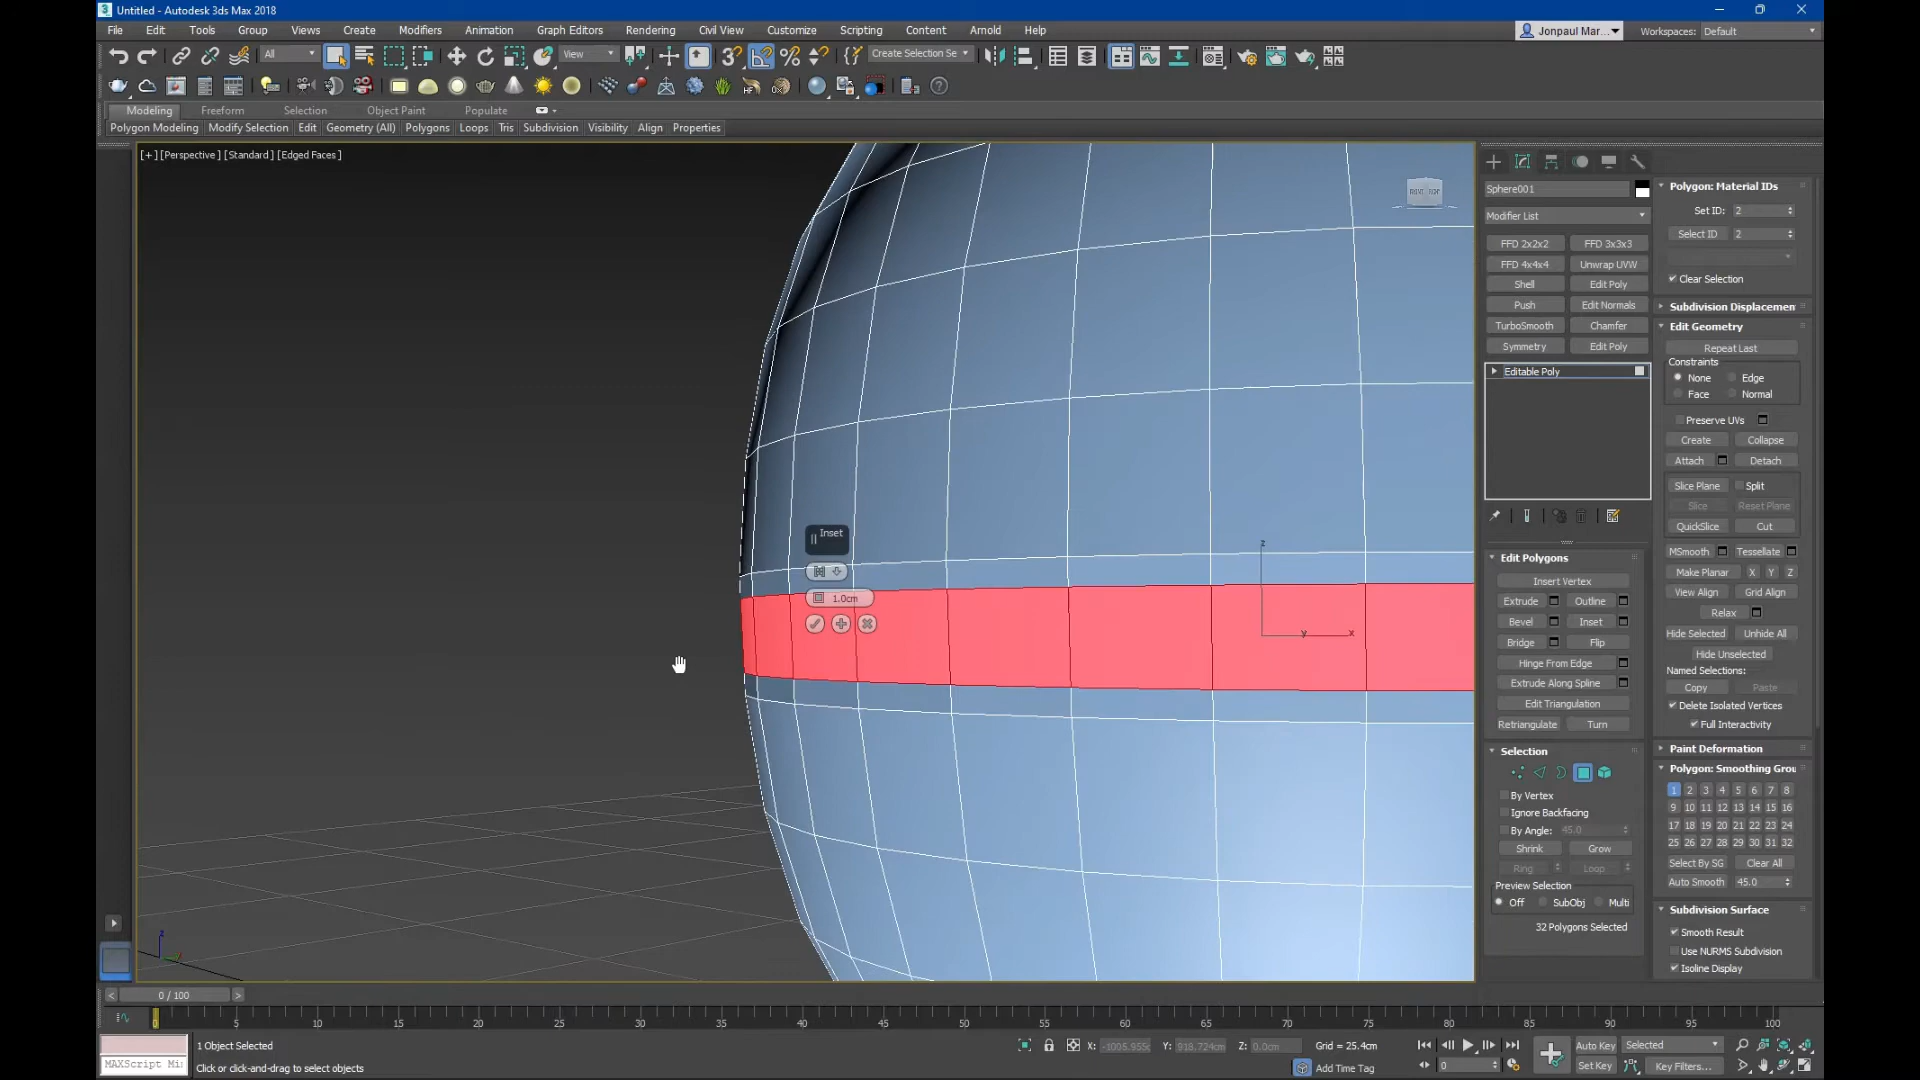 Untitled - Autodesk 3ds Max 2018
File Edit Tools Group Views Create Modifiers Animation Graph Editors Rendering Civil View Customize Scripting Content Arnold Help
Jonpaul Mar... Workspaces: Default
All View Create Selection Se
Modeling Freeform Selection Object Paint Populate
Polygon Modeling Modify Selection Edit Geometry (All) Polygons Loops Tris Subdivision Visibility Align Properties
[+] [Perspective ] [Standard ] [Edged Faces ]
Inset
1.0cm
z
y
x
Sphere001
Modifier List
FFD 2x2x2 FFD 3x3x3
FFD 4x4x4 Unwrap UVW
Shell Edit Poly
Push Edit Normals
TurboSmooth Chamfer
Symmetry Edit Poly
Editable Poly
Edit Polygons
Insert Vertex
Extrude Outline
Bevel Inset
Bridge Flip
Hinge From Edge
Extrude Along Spline
Edit Triangulation
Retriangulate Turn
Selection
By Vertex
Ignore Backfacing
By Angle: 45.0
Shrink Grow
Ring Loop
Preview Selection
Off SubObj Multi
32 Polygons Selected
Polygon: Material IDs
Set ID: 2
Select ID 2
Clear Selection
Subdivision Displacemen
Edit Geometry
Repeat Last
Constraints
None Edge
Face Normal
Preserve UVs
Create Collapse
Attach Detach
Slice Plane Split
Slice Reset Plane
QuickSlice Cut
MSmooth Tessellate
Make Planar X Y Z
View Align Grid Align
Relax
Hide Selected Unhide All
Hide Unselected
Named Selections:
Copy Paste
Delete Isolated Vertices
Full Interactivity
Paint Deformation
Polygon: Smoothing Grou
1 2 3 4 5 6 7 8
9 10 11 12 13 14 15 16
17 18 19 20 21 22 23 24
25 26 27 28 29 30 31 32
Select By SG Clear All
Auto Smooth 45.0
Subdivision Surface
Smooth Result
Use NURMS Subdivision
Isoline Display
< 0 / 100 >
0 5 10 15 20 25 30 35 40 45 50 55 60 65 70 75 80 85 90 95 100
1 Object Selected X: -1005.955c Y: 918.724cm Z: 0.0cm Grid = 25.4cm Auto Key Selected
MAXScript Mi: Click or click-and-drag to select objects Add Time Tag 0 Set Key Key Filters...